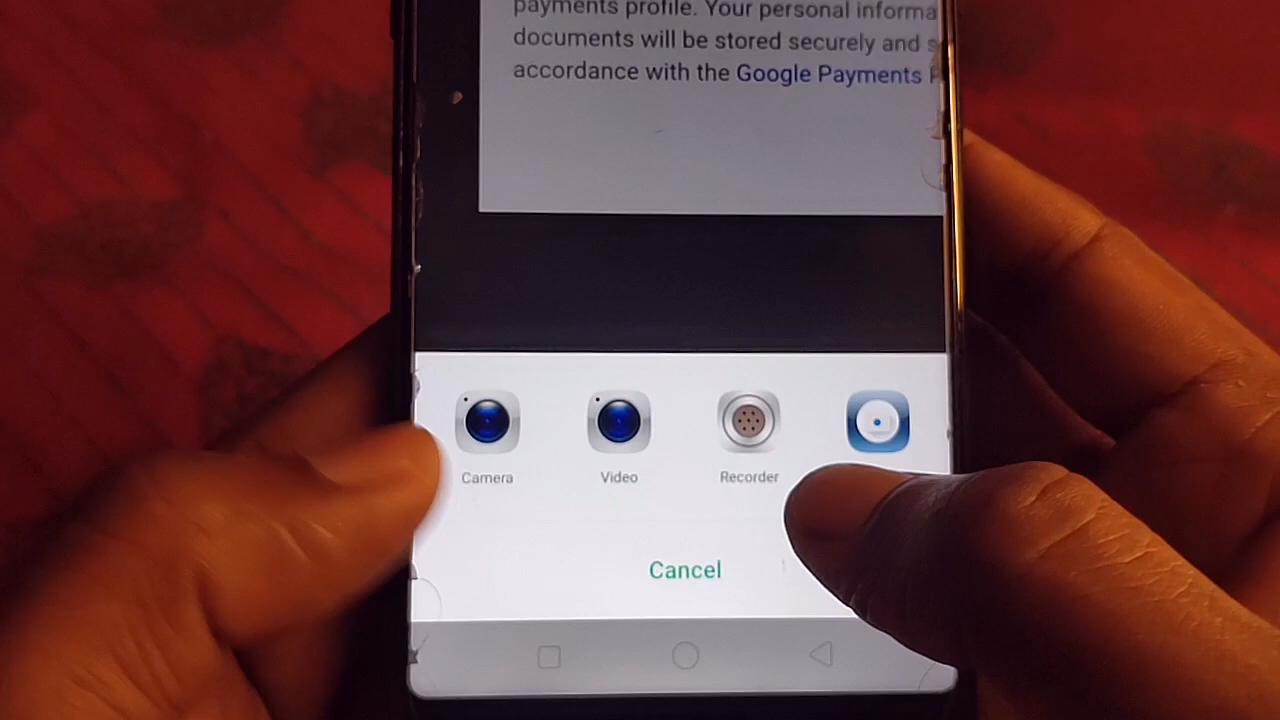 payments profile. Your personal informa
documents will be stored securely and s
accordance with the Google Payments
Camera
Video
Recorder
Cancel